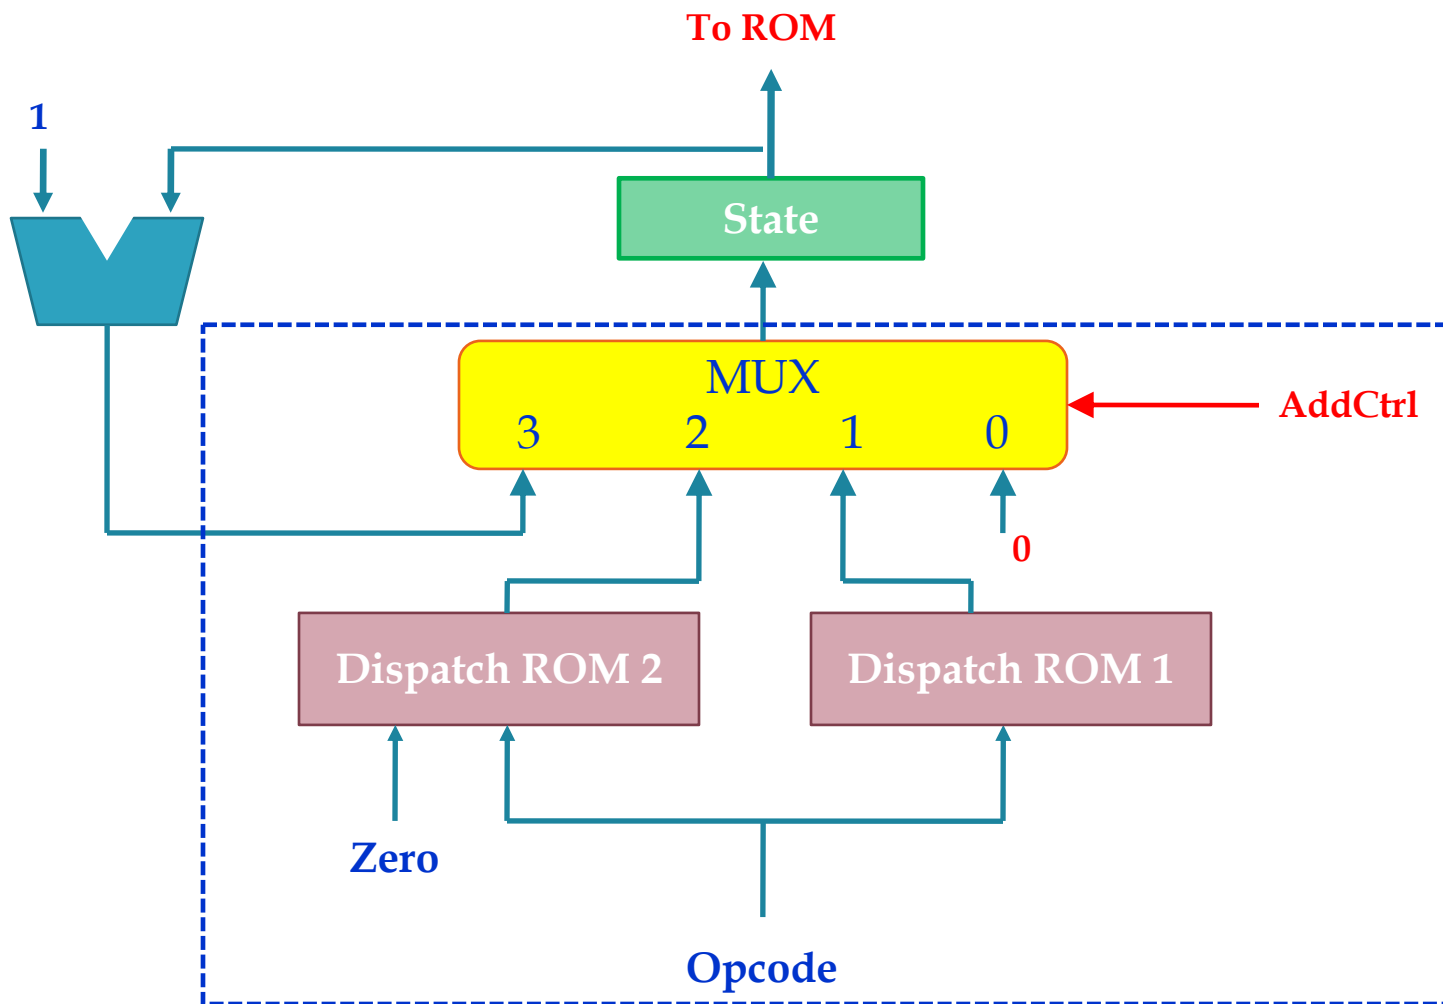 To ROM
1
State
MUX
3 2 1 0
AddCtrl
0
Dispatch ROM 2
Dispatch ROM 1
Zero
Opcode